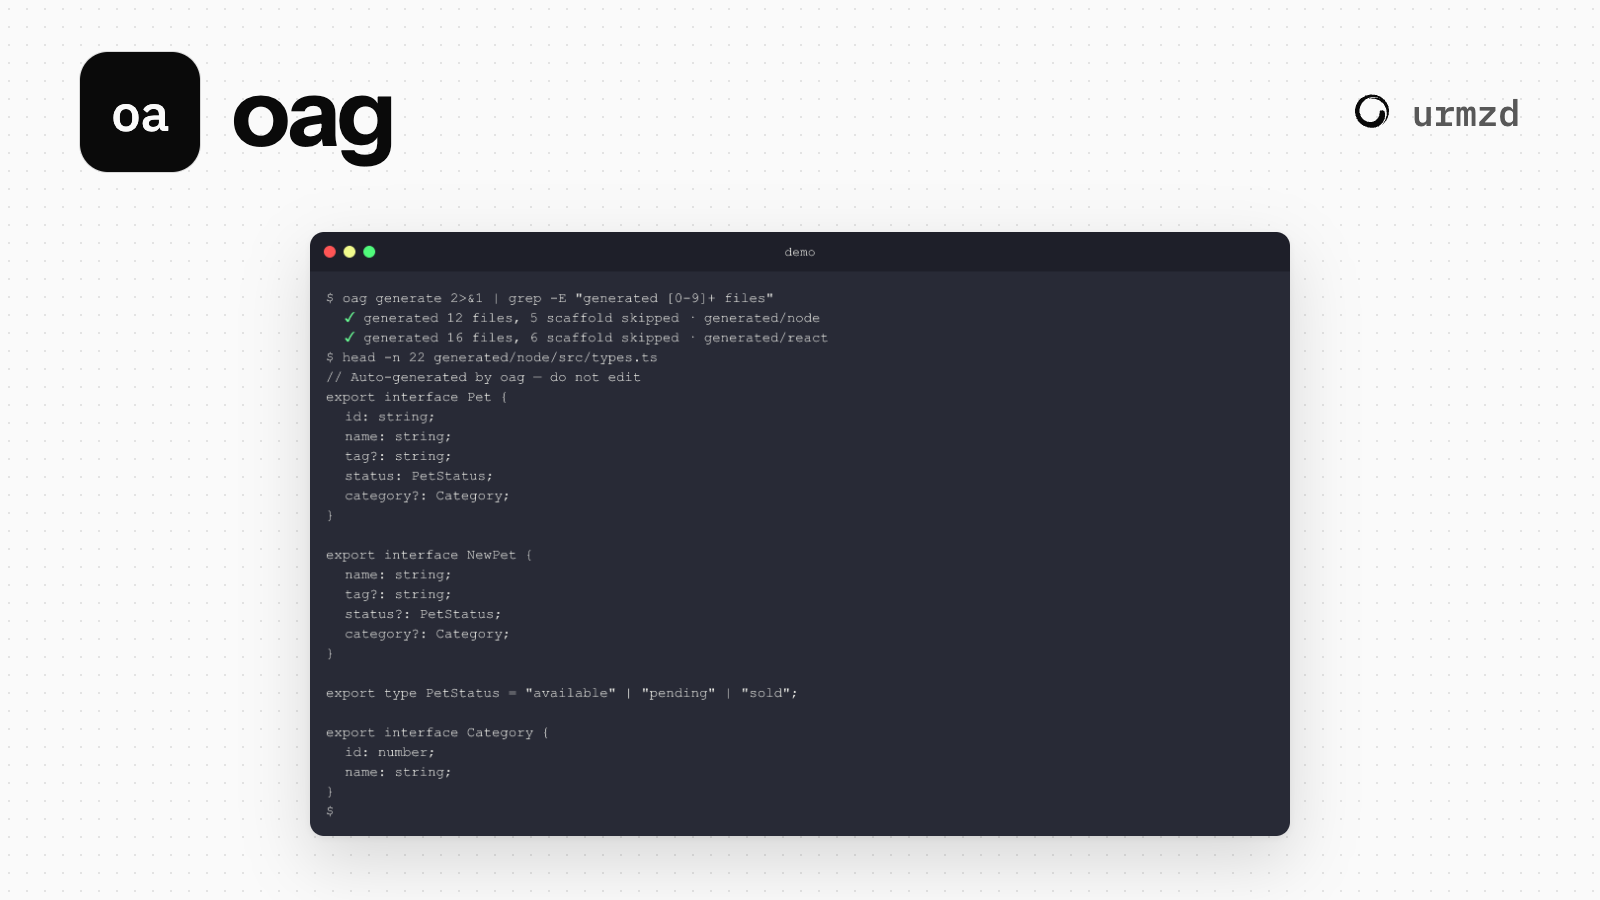 oa
oag
urmzd
demo
$ oag generate 2>&1 | grep -E "generated [0-9]+ files"
✓ generated 12 files, 5 scaffold skipped · generated/node
✓ generated 16 files, 6 scaffold skipped · generated/react
$ head -n 22 generated/node/src/types.ts
// Auto-generated by oag — do not edit
export interface Pet {
  id: string;
  name: string;
  tag?: string;
  status: PetStatus;
  category?: Category;
}

export interface NewPet {
  name: string;
  tag?: string;
  status?: PetStatus;
  category?: Category;
}

export type PetStatus = "available" | "pending" | "sold";

export interface Category {
  id: number;
  name: string;
}
$